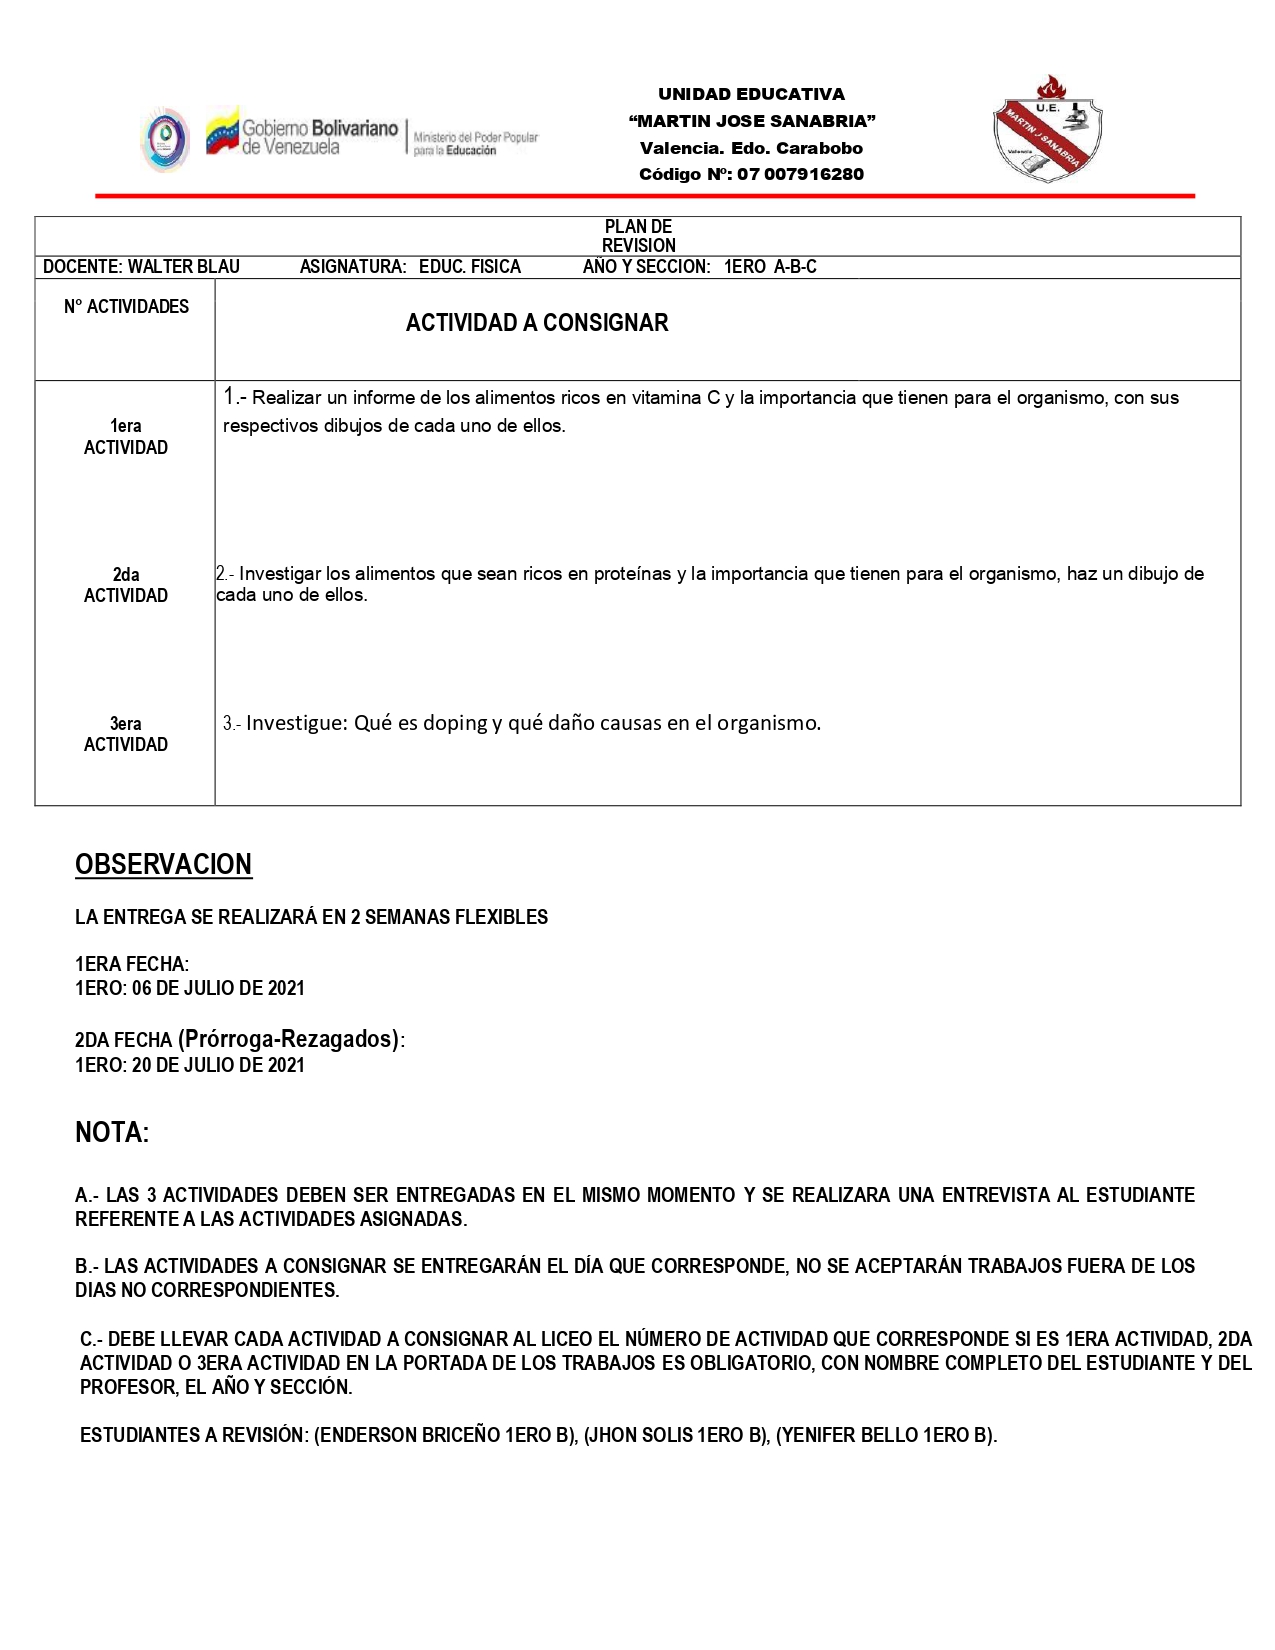 UNIDAD EDUCATIVA
“MARTIN JOSE SANABRIA”
Valencia. Edo. Carabobo
Código Nº: 07 007916280
Gobierno Bolivariano
de Venezuela
Ministerio del Poder Popular
para la Educación
U.E.
MARTIN J SANABRIA
Valencia
PLAN DE
REVISION
DOCENTE: WALTER BLAU ASIGNATURA: EDUC. FISICA AÑO Y SECCION: 1ERO A-B-C
N° ACTIVIDADES
ACTIVIDAD A CONSIGNAR
1era
ACTIVIDAD
1.- Realizar un informe de los alimentos ricos en vitamina C y la importancia que tienen para el organismo, con sus
respectivos dibujos de cada uno de ellos.
2da
ACTIVIDAD
2.- Investigar los alimentos que sean ricos en proteínas y la importancia que tienen para el organismo, haz un dibujo de
cada uno de ellos.
3era
ACTIVIDAD
3.- Investigue: Qué es doping y qué daño causas en el organismo.
OBSERVACION
LA ENTREGA SE REALIZARÁ EN 2 SEMANAS FLEXIBLES
1ERA FECHA:
1ERO: 06 DE JULIO DE 2021
2DA FECHA (Prórroga-Rezagados):
1ERO: 20 DE JULIO DE 2021
NOTA:
A.- LAS 3 ACTIVIDADES DEBEN SER ENTREGADAS EN EL MISMO MOMENTO Y SE REALIZARA UNA ENTREVISTA AL ESTUDIANTE
REFERENTE A LAS ACTIVIDADES ASIGNADAS.
B.- LAS ACTIVIDADES A CONSIGNAR SE ENTREGARÁN EL DÍA QUE CORRESPONDE, NO SE ACEPTARÁN TRABAJOS FUERA DE LOS
DIAS NO CORRESPONDIENTES.
C.- DEBE LLEVAR CADA ACTIVIDAD A CONSIGNAR AL LICEO EL NÚMERO DE ACTIVIDAD QUE CORRESPONDE SI ES 1ERA ACTIVIDAD, 2DA
ACTIVIDAD O 3ERA ACTIVIDAD EN LA PORTADA DE LOS TRABAJOS ES OBLIGATORIO, CON NOMBRE COMPLETO DEL ESTUDIANTE Y DEL
PROFESOR, EL AÑO Y SECCIÓN.
ESTUDIANTES A REVISIÓN: (ENDERSON BRICEÑO 1ERO B), (JHON SOLIS 1ERO B), (YENIFER BELLO 1ERO B).